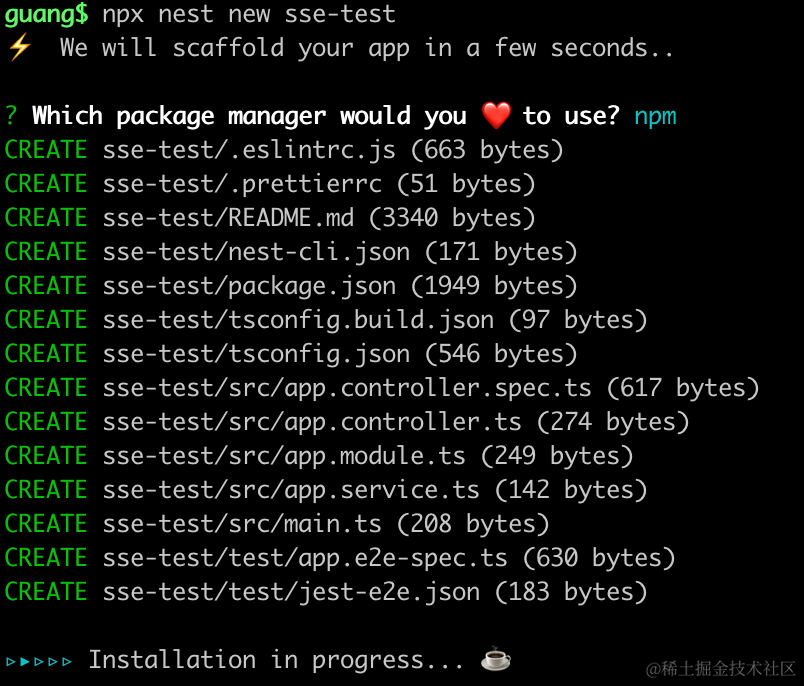 guang$ npx nest new sse-test
⚡ We will scaffold your app in a few seconds..
? Which package manager would you ❤️ to use? npm
CREATE sse-test/.eslintrc.js (663 bytes)
CREATE sse-test/.prettierrc (51 bytes)
CREATE sse-test/README.md (3340 bytes)
CREATE sse-test/nest-cli.json (171 bytes)
CREATE sse-test/package.json (1949 bytes)
CREATE sse-test/tsconfig.build.json (97 bytes)
CREATE sse-test/tsconfig.json (546 bytes)
CREATE sse-test/src/app.controller.spec.ts (617 bytes)
CREATE sse-test/src/app.controller.ts (274 bytes)
CREATE sse-test/src/app.module.ts (249 bytes)
CREATE sse-test/src/app.service.ts (142 bytes)
CREATE sse-test/src/main.ts (208 bytes)
CREATE sse-test/test/app.e2e-spec.ts (630 bytes)
CREATE sse-test/test/jest-e2e.json (183 bytes)
▹▸▹▹▹ Installation in progress... ☕
@稀土掘金技术社区